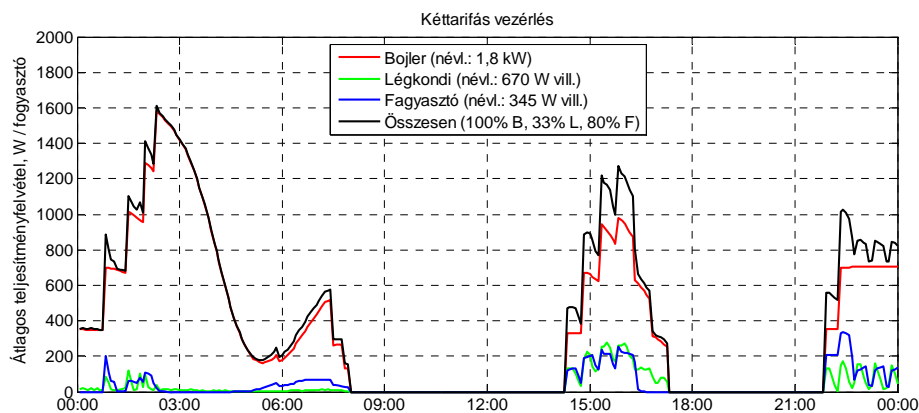 Kéttarifás vezérlés
Átlagos teljesítményfelvétel, W / fogyasztó
2000
1800
1600
1400
1200
1000
800
600
400
200
0
Bojler (névl.: 1,8 kW)
Légkondi (névl.: 670 W vill.)
Fagyasztó (névl.: 345 W vill.)
Összesen (100% B, 33% L, 80% F)
00:00 03:00 06:00 09:00 12:00 15:00 18:00 21:00 00:00